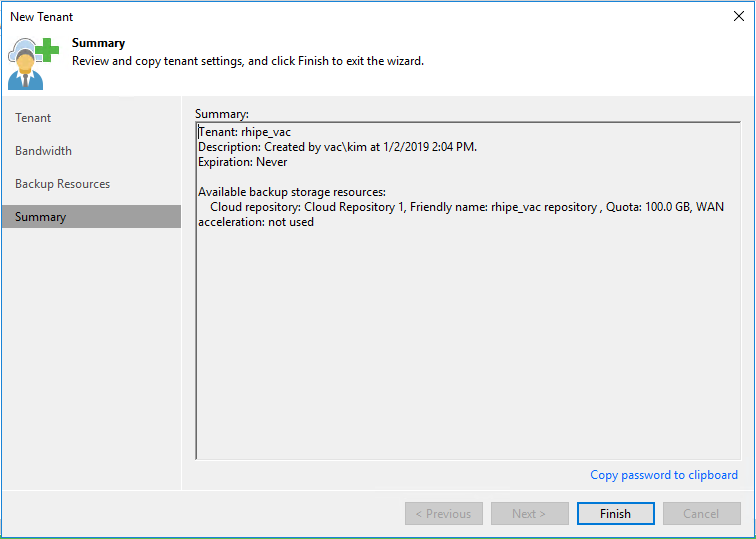 New Tenant
Summary
Review and copy tenant settings, and click Finish to exit the wizard.
Tenant
Bandwidth
Backup Resources
Summary
Summary:
Tenant: rhipe_vac
Description: Created by vac\kim at 1/2/2019 2:04 PM.
Expiration: Never
Available backup storage resources:
Cloud repository: Cloud Repository 1, Friendly name: rhipe_vac repository , Quota: 100.0 GB, WAN
acceleration: not used
Copy password to clipboard
< Previous
Next >
Finish
Cancel